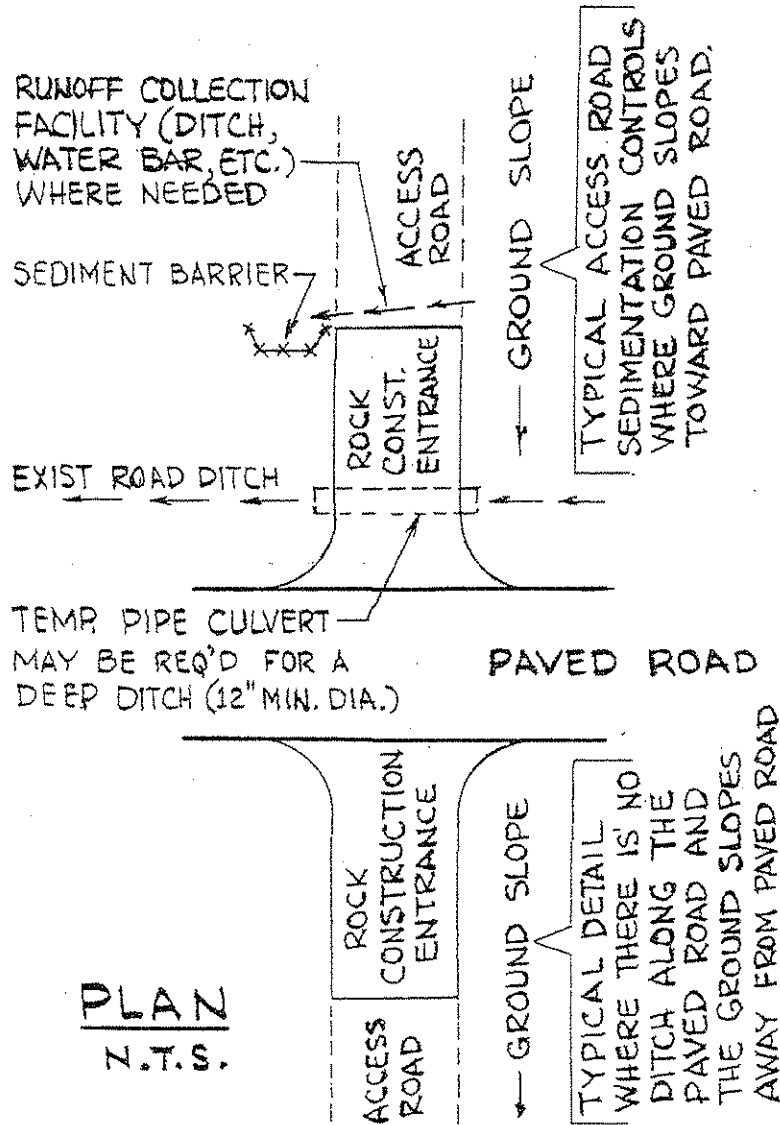 RUNOFF COLLECTION
FACILITY (DITCH,
WATER BAR, ETC.)
WHERE NEEDED
SEDIMENT BARRIER
ACCESS
ROAD
GROUND SLOPE
TYPICAL ACCESS ROAD
SEDIMENTATION CONTROLS
WHERE GROUND SLOPES
TOWARD PAVED ROAD.
ROCK
CONST.
ENTRANCE
EXIST ROAD DITCH
TEMP. PIPE CULVERT
MAY BE REQ'D FOR A
DEEP DITCH (12" MIN. DIA.)
PAVED ROAD
ROCK
CONSTRUCTION
ENTRANCE
GROUND SLOPE
TYPICAL DETAIL
WHERE THERE IS NO
DITCH ALONG THE
PAVED ROAD AND
THE GROUND SLOPES
AWAY FROM PAVED ROAD
PLAN
N.T.S.
ACCESS
ROAD